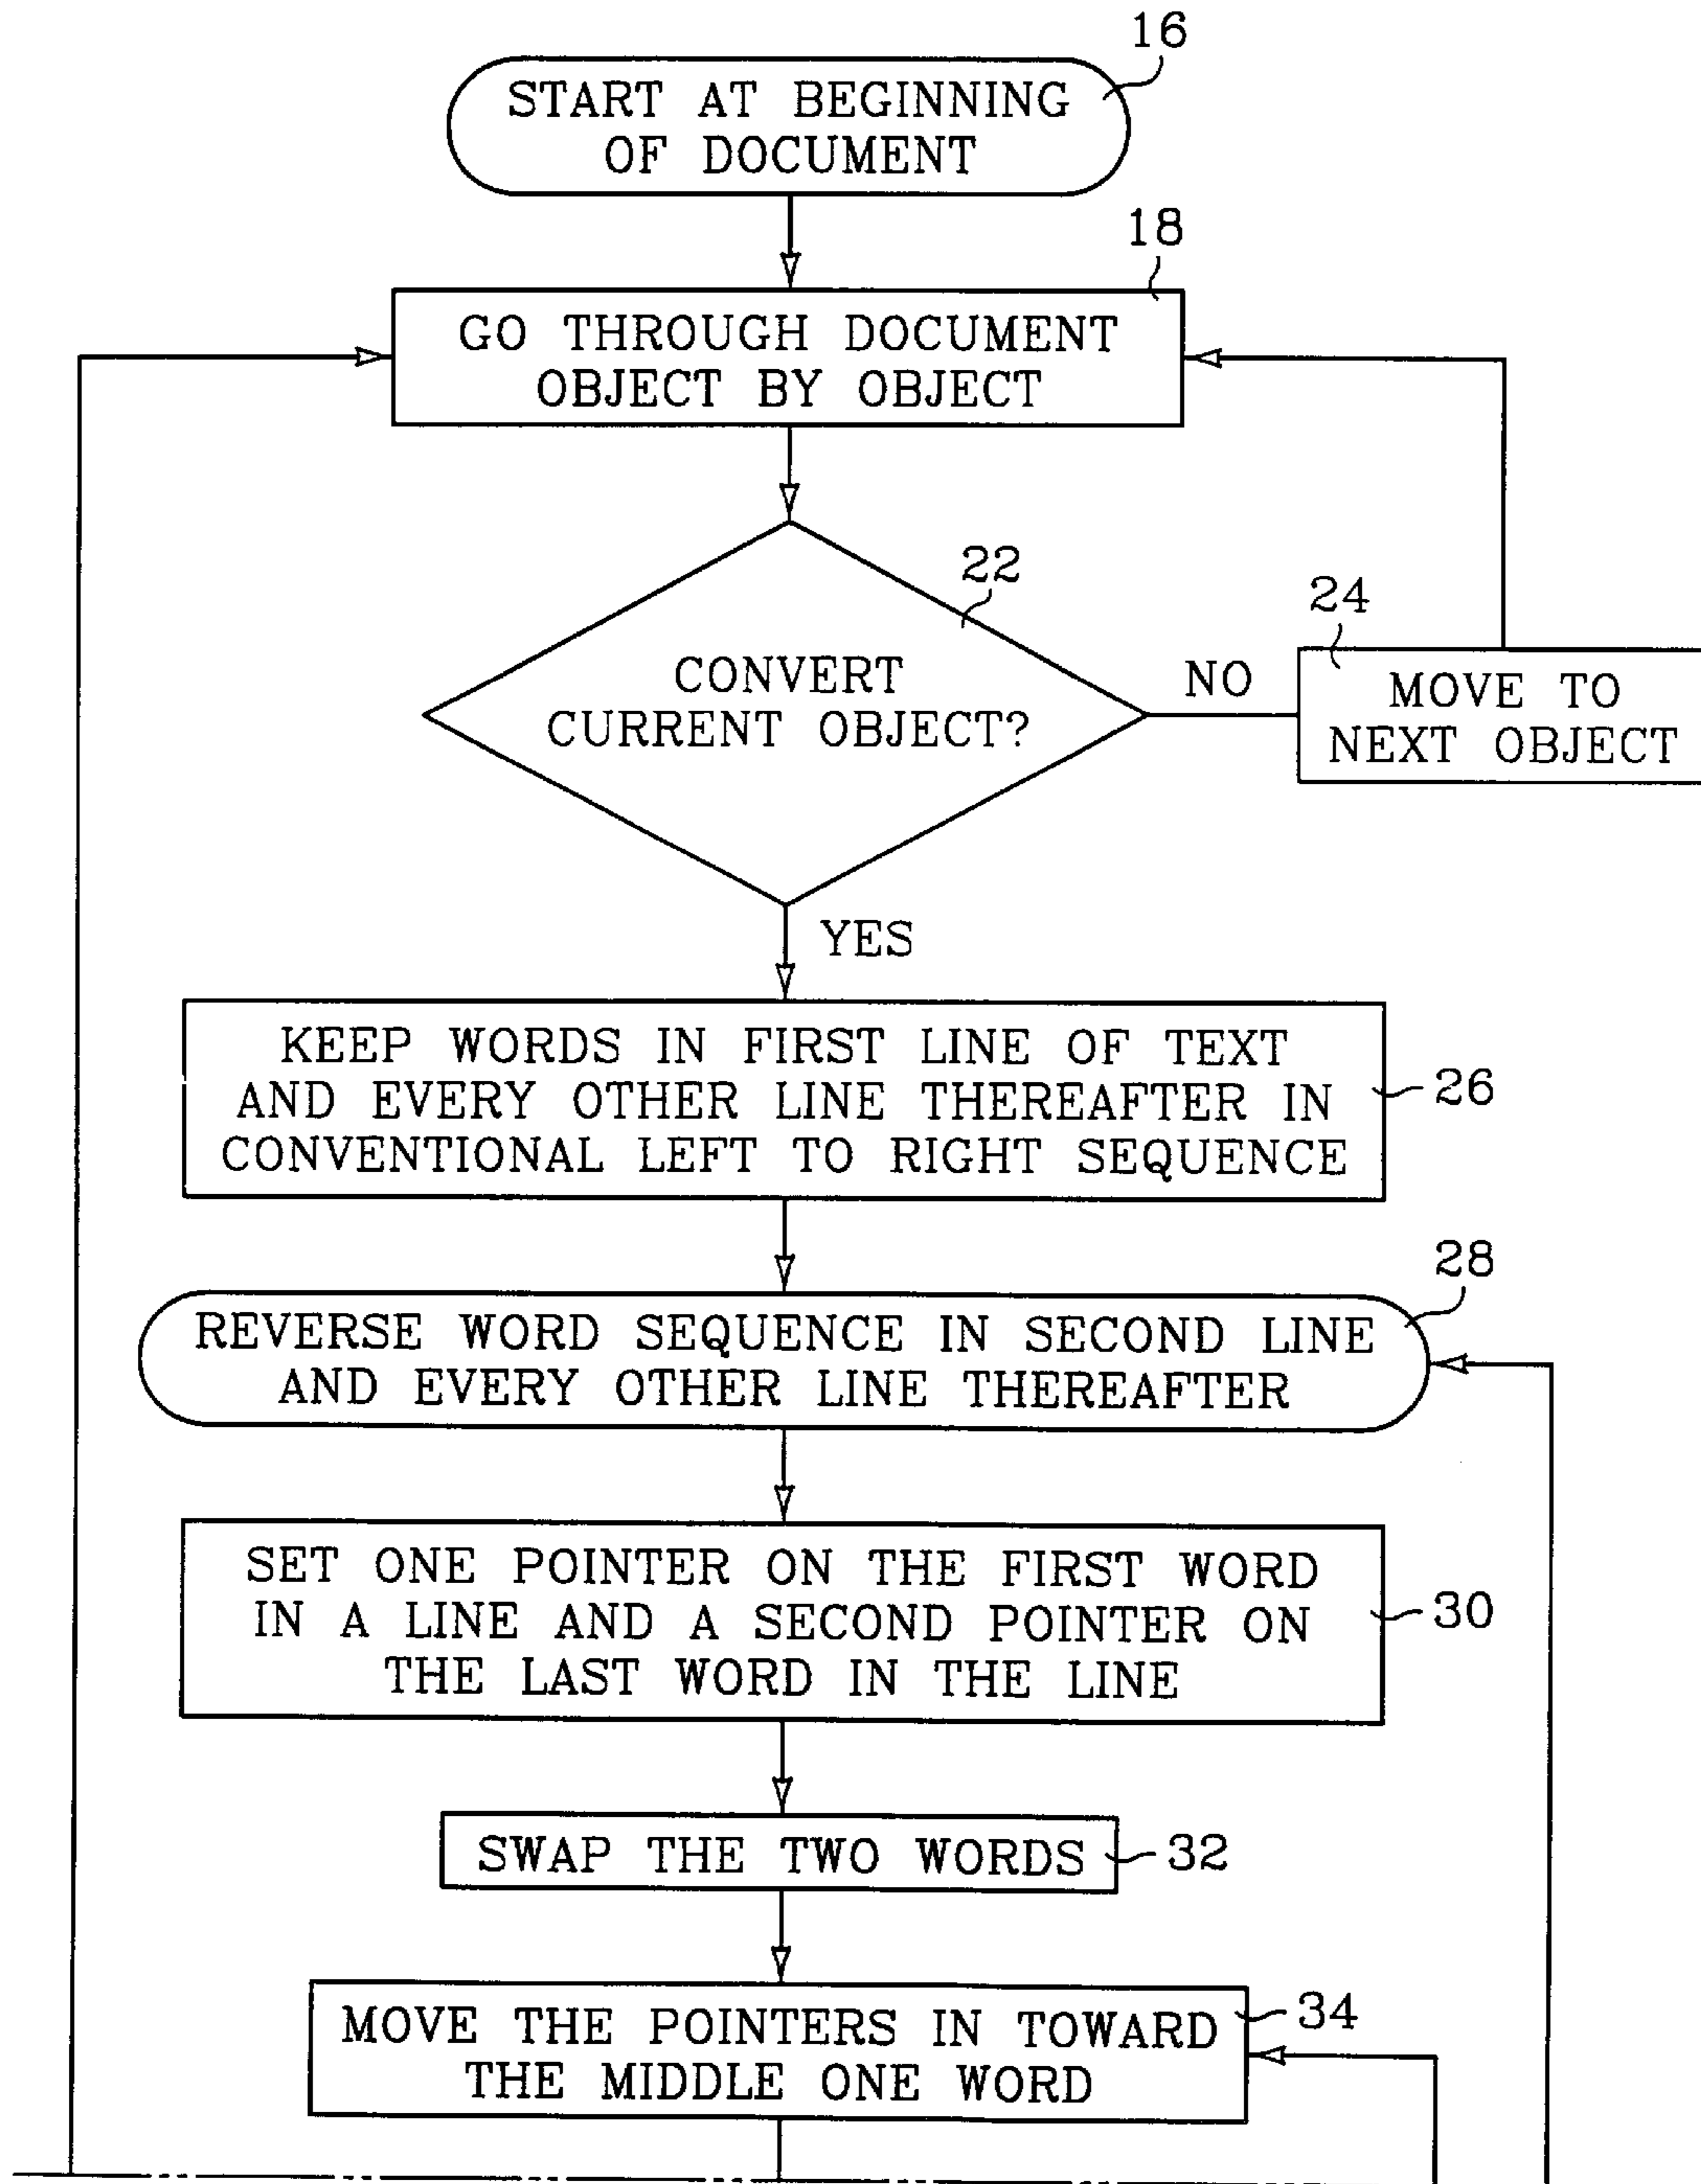 16
START AT BEGINNING
OF DOCUMENT
18
GO THROUGH DOCUMENT
OBJECT BY OBJECT
22
CONVERT
CURRENT OBJECT?
NO
24
MOVE TO
NEXT OBJECT
YES
KEEP WORDS IN FIRST LINE OF TEXT
AND EVERY OTHER LINE THEREAFTER IN
CONVENTIONAL LEFT TO RIGHT SEQUENCE
26
28
REVERSE WORD SEQUENCE IN SECOND LINE
AND EVERY OTHER LINE THEREAFTER
SET ONE POINTER ON THE FIRST WORD
IN A LINE AND A SECOND POINTER ON
THE LAST WORD IN THE LINE
30
SWAP THE TWO WORDS
32
MOVE THE POINTERS IN TOWARD
THE MIDDLE ONE WORD
34